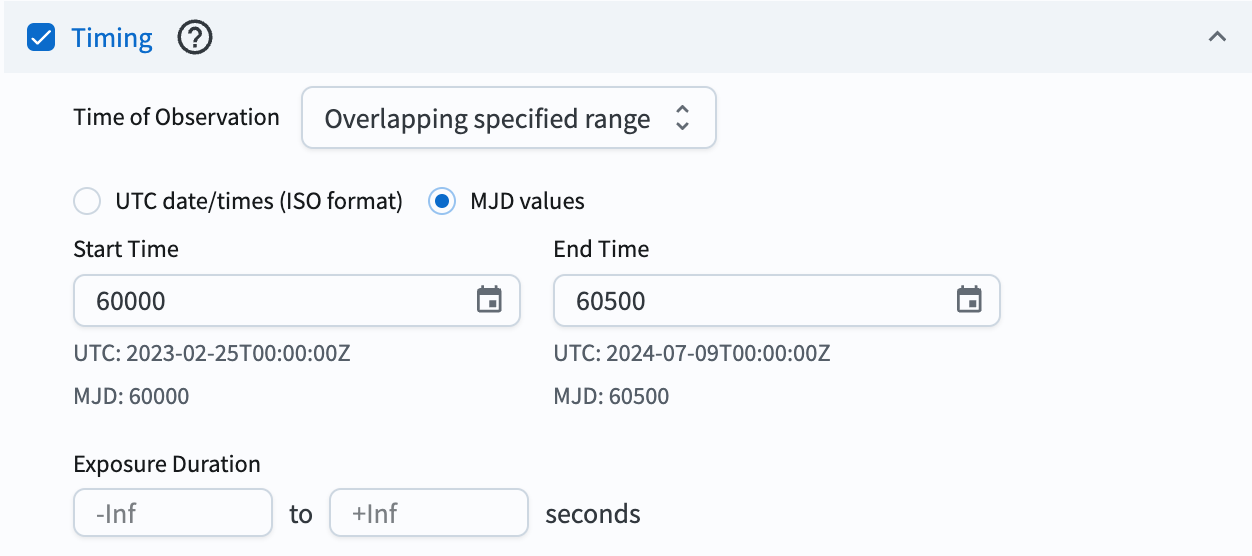 Timing ?
Time of Observation Overlapping specified range
UTC date/times (ISO format) MJD values
Start Time End Time
60000 60500
UTC: 2023-02-25T00:00:00Z UTC: 2024-07-09T00:00:00Z
MJD: 60000 MJD: 60500
Exposure Duration
-Inf to +Inf seconds